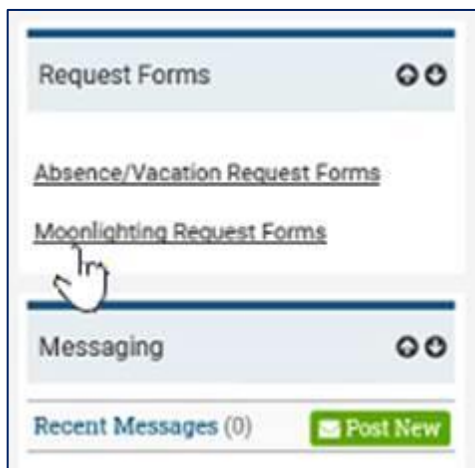 Request Forms
Absence/Vacation Request Forms
Moonlighting Request Forms
Messaging
Recent Messages (0) Post New